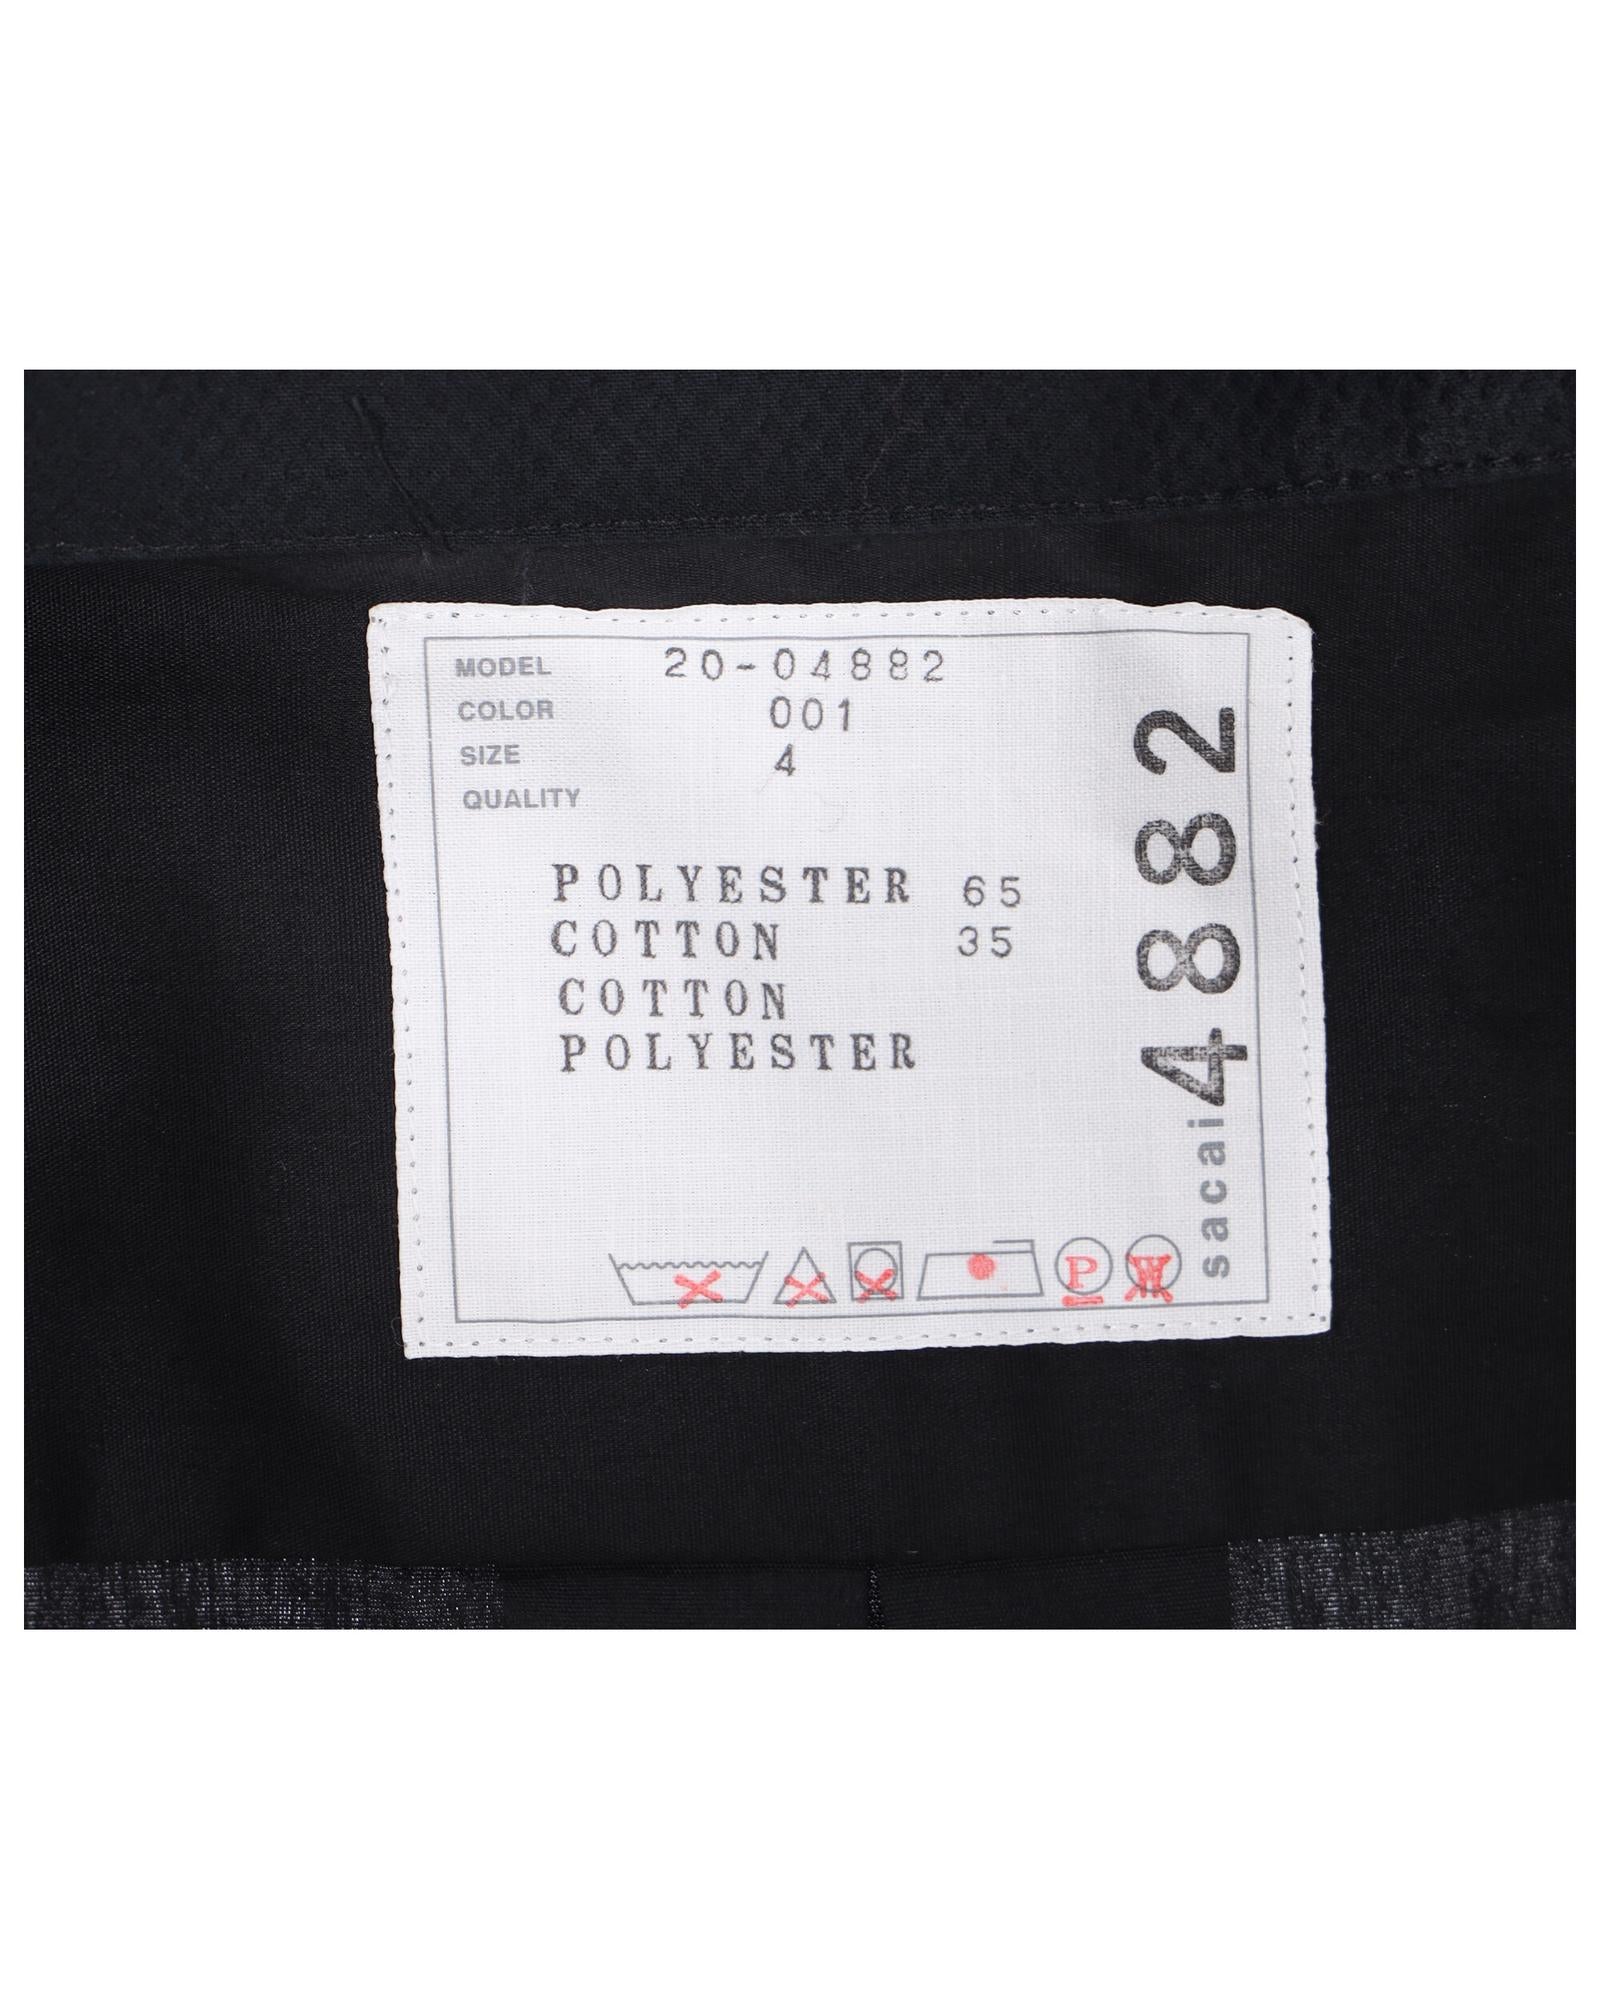 MODEL 20-04882
COLOR 001
SIZE 4
QUALITY
POLYESTER 65
COTTON 35
COTTON
POLYESTER
P W
sacai 4882